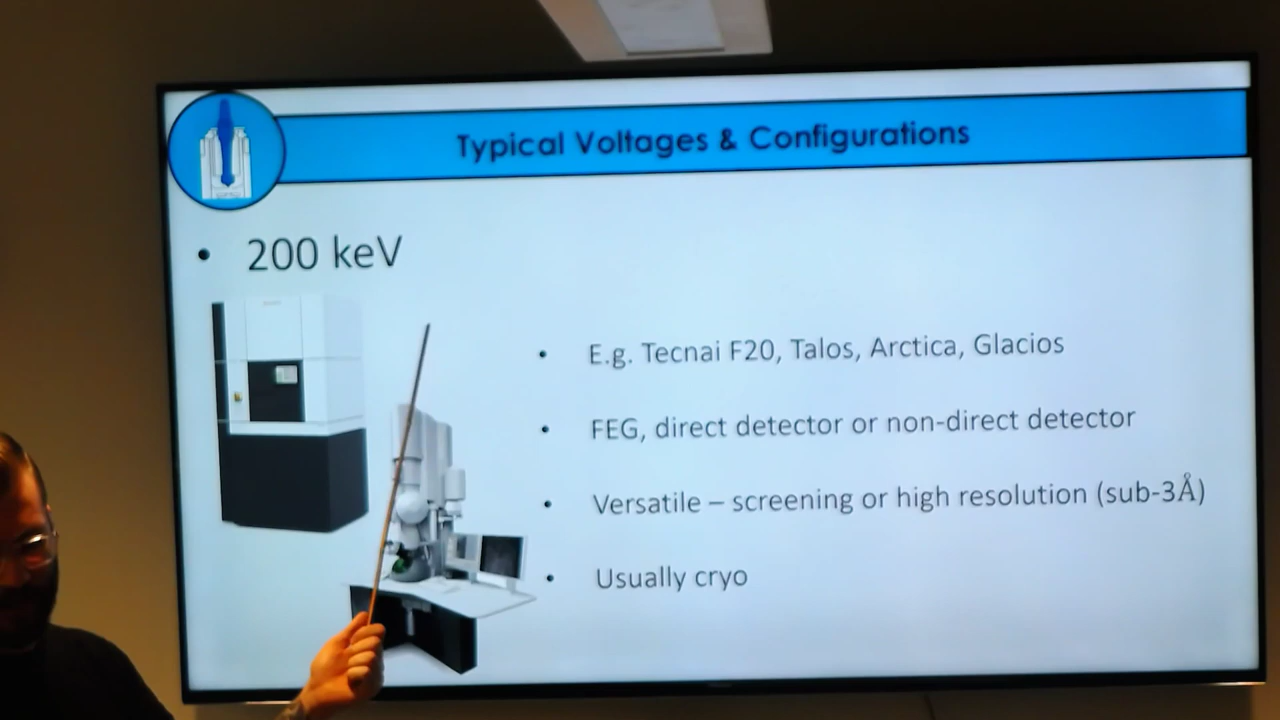 Typical Voltages & Configurations
• 200 keV
• E.g. Tecnai F20, Talos, Arctica, Glacios
• FEG, direct detector or non-direct detector
• Versatile – screening or high resolution (sub-3Å)
• Usually cryo